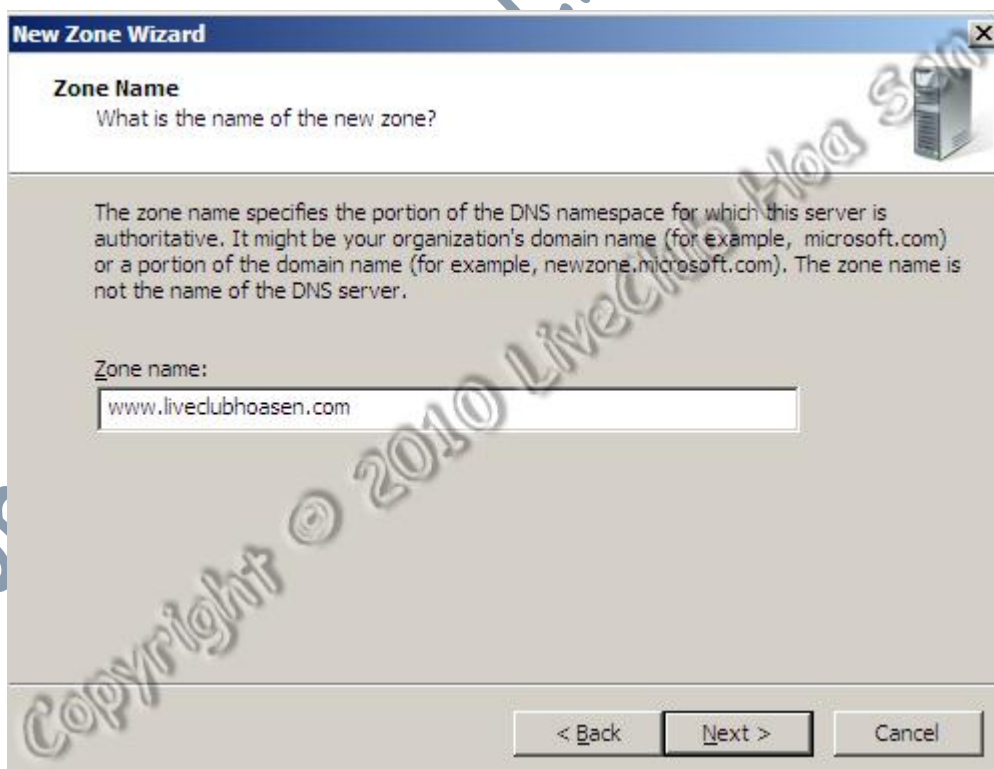 New Zone Wizard
Zone Name
What is the name of the new zone?
The zone name specifies the portion of the DNS namespace for which this server is
authoritative. It might be your organization's domain name (for example, microsoft.com)
or a portion of the domain name (for example, newzone.microsoft.com). The zone name is
not the name of the DNS server.
Zone name:
www.liveclubhoasen.com
Copyright © 2010 LiveClub Hoa Sen
< Back Next > Cancel